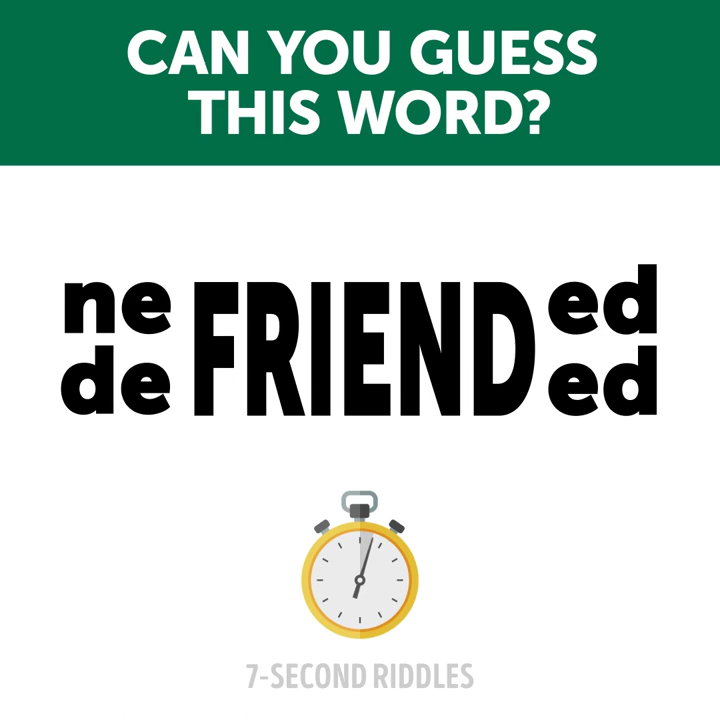 CAN YOU GUESS
THIS WORD?
ne FRIEND ed
de ed
7-SECOND RIDDLES